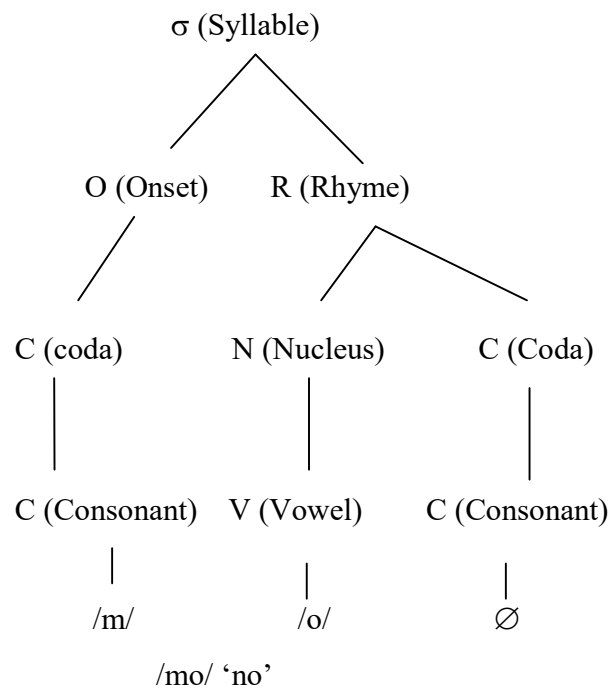 σ (Syllable)
O (Onset) R (Rhyme)
C (coda) N (Nucleus) C (Coda)
C (Consonant) V (Vowel) C (Consonant)
/m/ /o/ ∅
/mo/ ‘no’